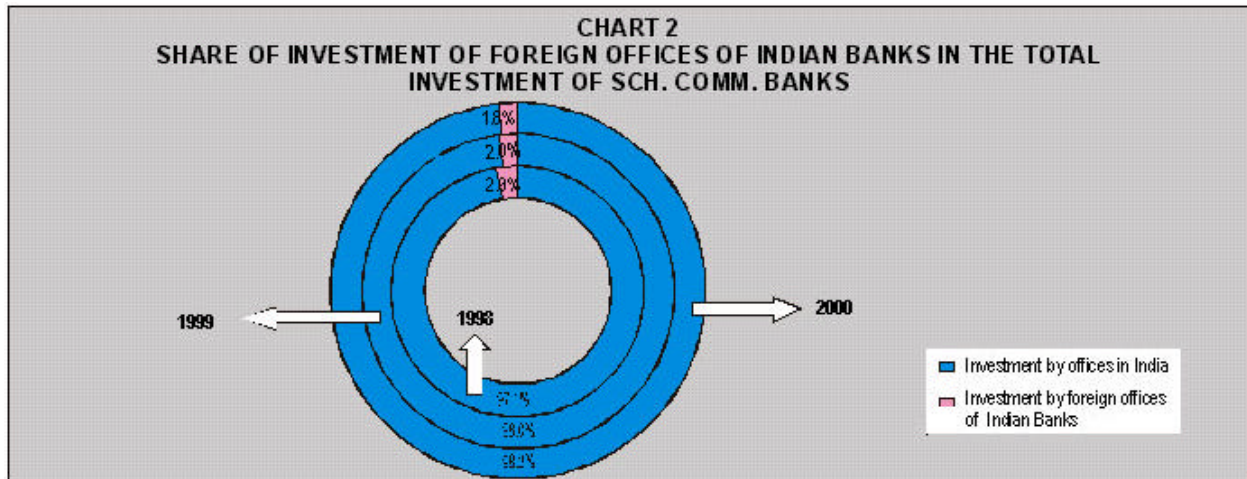 CHART 2
SHARE OF INVESTMENT OF FOREIGN OFFICES OF INDIAN BANKS IN THE TOTAL
INVESTMENT OF SCH. COMM. BANKS
1.8%
2.0%
2.9%
1999
1998
2000
97.1%
98.0%
98.2%
Investment by offices in India
Investment by foreign offices
of Indian Banks